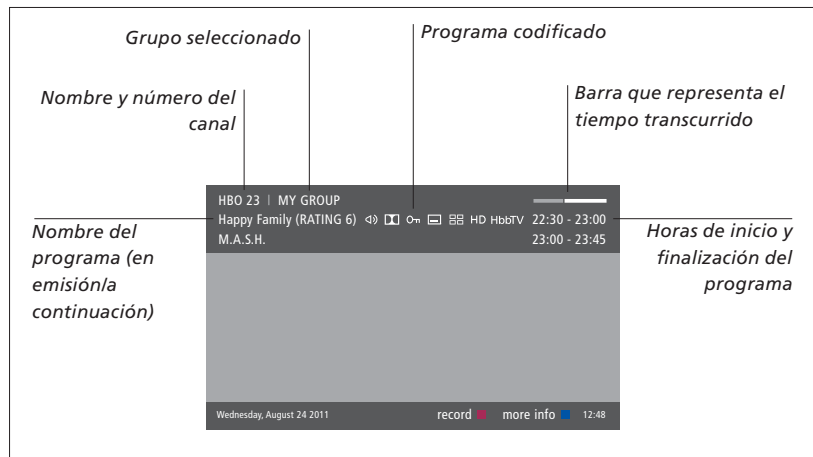 Grupo seleccionado
Programa codificado
Nombre y número del
canal
Barra que representa el
tiempo transcurrido
HBO 23 | MY GROUP
Happy Family (RATING 6) HD HbbTV 22:30 - 23:00
M.A.S.H. 23:00 - 23:45
Nombre del
programa (en
emisión/a
continuación)
Horas de inicio y
finalización del
programa
Wednesday, August 24 2011 record more info 12:48